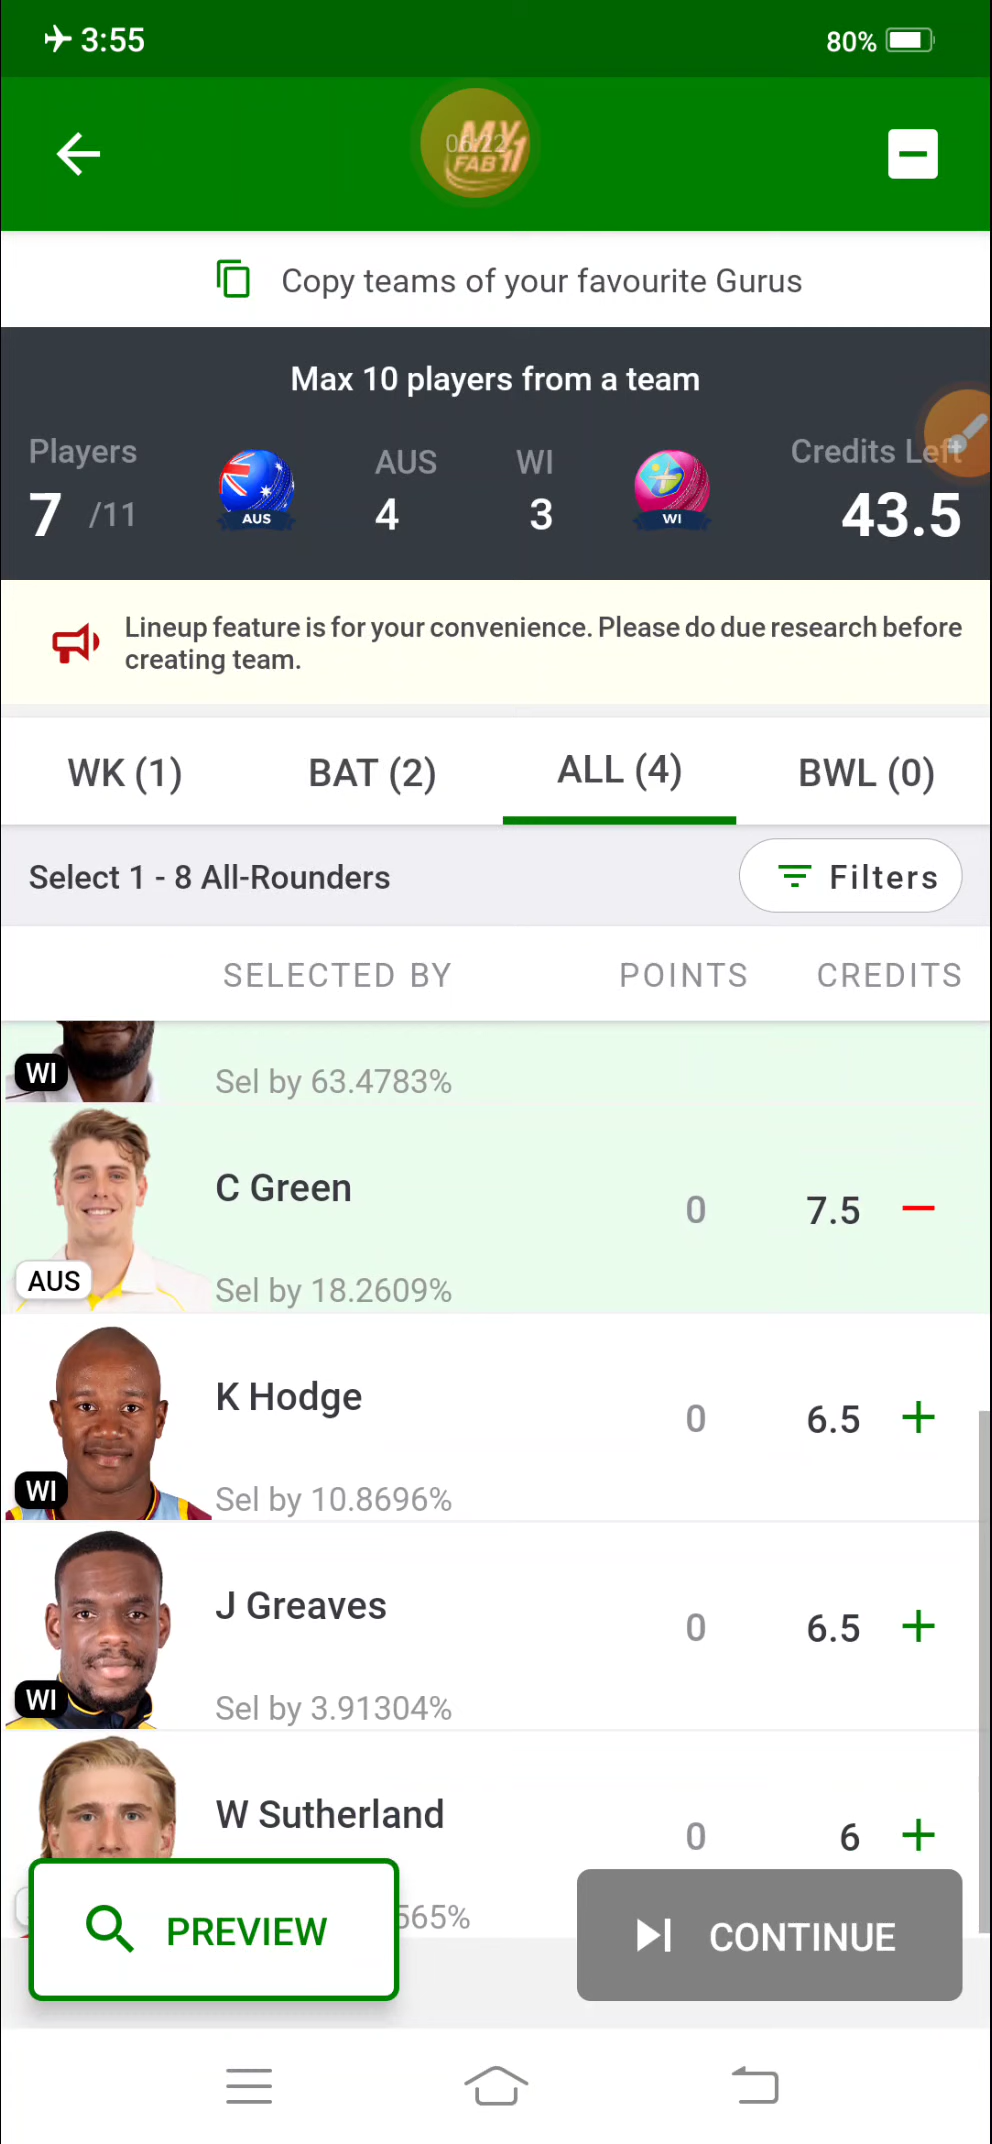 3:55
80%
06:22
MY
FAB11
Copy teams of your favourite Gurus
Max 10 players from a team
Players
AUS
WI
Credits Left
7 /11
AUS
4
3
WI
43.5
Lineup feature is for your convenience. Please do due research before
creating team.
WK (1)
BAT (2)
ALL (4)
BWL (0)
Select 1 - 8 All-Rounders
Filters
SELECTED BY
POINTS
CREDITS
WI
Sel by 63.4783%
C Green
0
7.5
AUS
Sel by 18.2609%
K Hodge
0
6.5
WI
Sel by 10.8696%
J Greaves
0
6.5
WI
Sel by 3.91304%
W Sutherland
0
6
565%
PREVIEW
CONTINUE